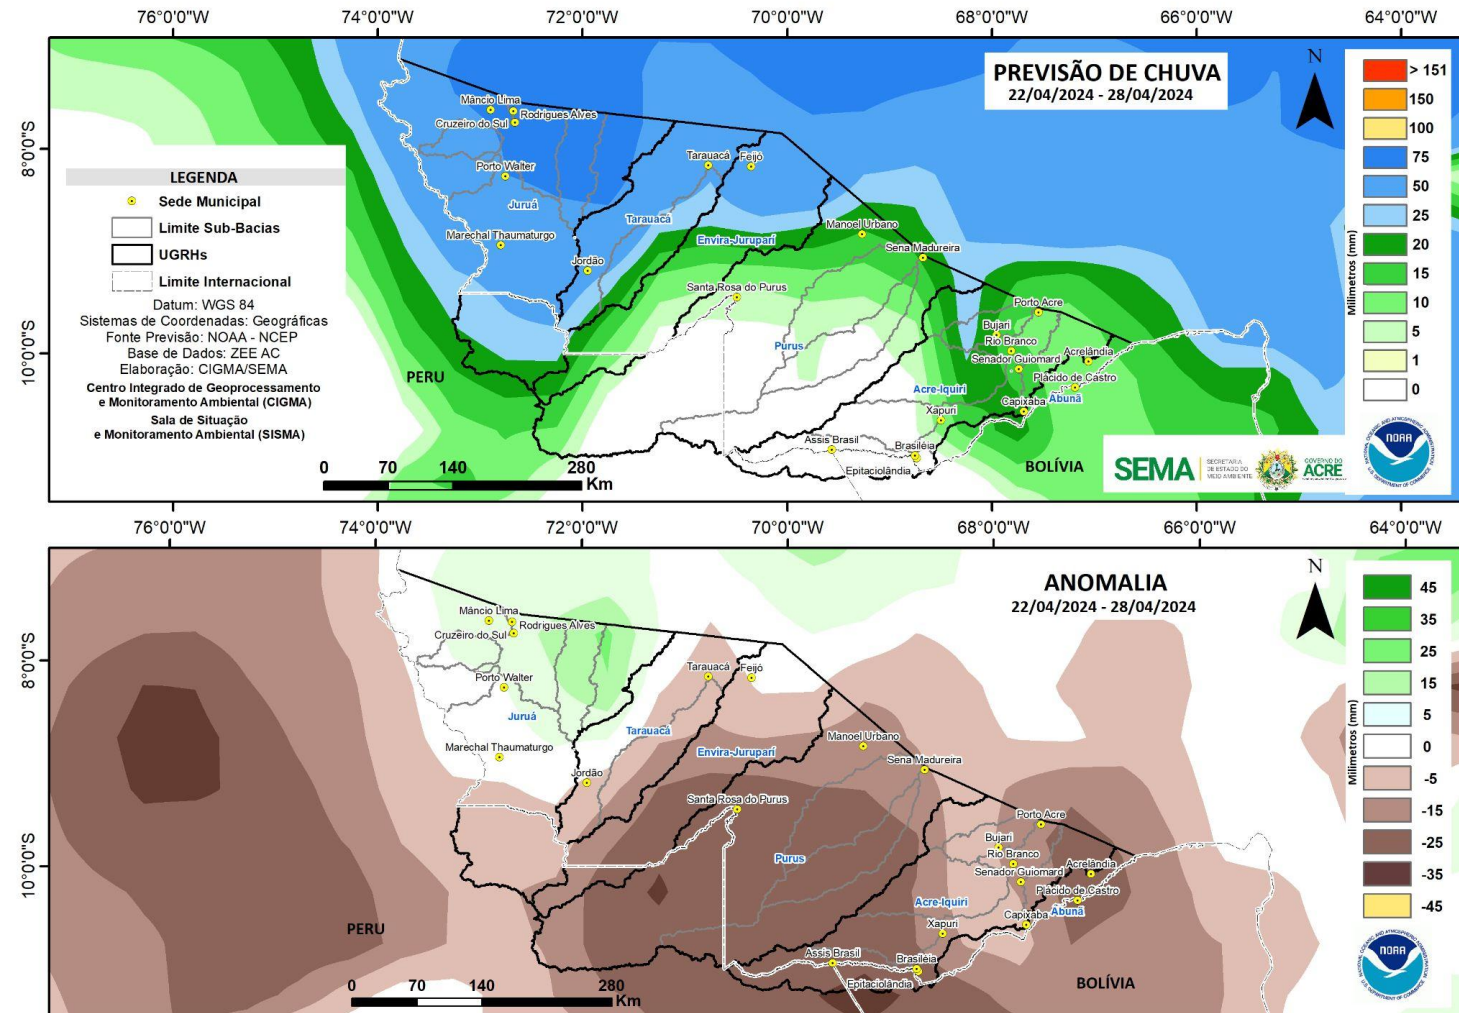 76°0'0"W 74°0'0"W 72°0'0"W 70°0'0"W 68°0'0"W 66°0'0"W 64°0'0"W
PREVISÃO DE CHUVA
22/04/2024 - 28/04/2024
N
> 151
150
100
75
50
25
20
15
10
5
1
0
Milímetros (mm)
8°0'0"S
10°0'0"S
LEGENDA
Sede Municipal
Limite Sub-Bacias
UGRHs
Limite Internacional
Datum: WGS 84
Sistemas de Coordenadas: Geográficas
Fonte Previsão: NOAA - NCEP
Base de Dados: ZEE AC
Elaboração: CIGMA/SEMA
Centro Integrado de Geoprocessamento
e Monitoramento Ambiental (CIGMA)
Sala de Situação
e Monitoramento Ambiental (SISMA)
Mâncio Lima
Rodrigues Alves
Cruzeiro do Sul
Porto Walter
Juruá
Marechal Thaumaturgo
Jordão
Tarauacá
Feijó
Tarauacá
Envira-Jurupari
Manoel Urbano
Sena Madureira
Santa Rosa do Purus
Purus
Porto Acre
Bujari
Rio Branco
Senador Guiomard
Acrelândia
Plácido de Castro
Acre-Iquiri
Abunã
Capixaba
Xapuri
Assis Brasil
Brasiléia
Epitaciolândia
PERU
BOLÍVIA
0 70 140 280
Km
SEMA
SECRETARIA
DE ESTADO DO
MEIO AMBIENTE
GOVERNO DO
ACRE
NOAA
76°0'0"W 74°0'0"W 72°0'0"W 70°0'0"W 68°0'0"W 66°0'0"W 64°0'0"W
ANOMALIA
22/04/2024 - 28/04/2024
N
45
35
25
15
5
0
-5
-15
-25
-35
-45
Milímetros (mm)
8°0'0"S
10°0'0"S
Mâncio Lima
Rodrigues Alves
Cruzeiro do Sul
Porto Walter
Juruá
Marechal Thaumaturgo
Jordão
Tarauacá
Feijó
Tarauacá
Envira-Jurupari
Manoel Urbano
Sena Madureira
Santa Rosa do Purus
Purus
Porto Acre
Bujari
Rio Branco
Senador Guiomard
Acrelândia
Plácido de Castro
Acre-Iquiri
Abunã
Capixaba
Xapuri
Assis Brasil
Brasiléia
Epitaciolândia
PERU
BOLÍVIA
0 70 140 280
Km
NOAA